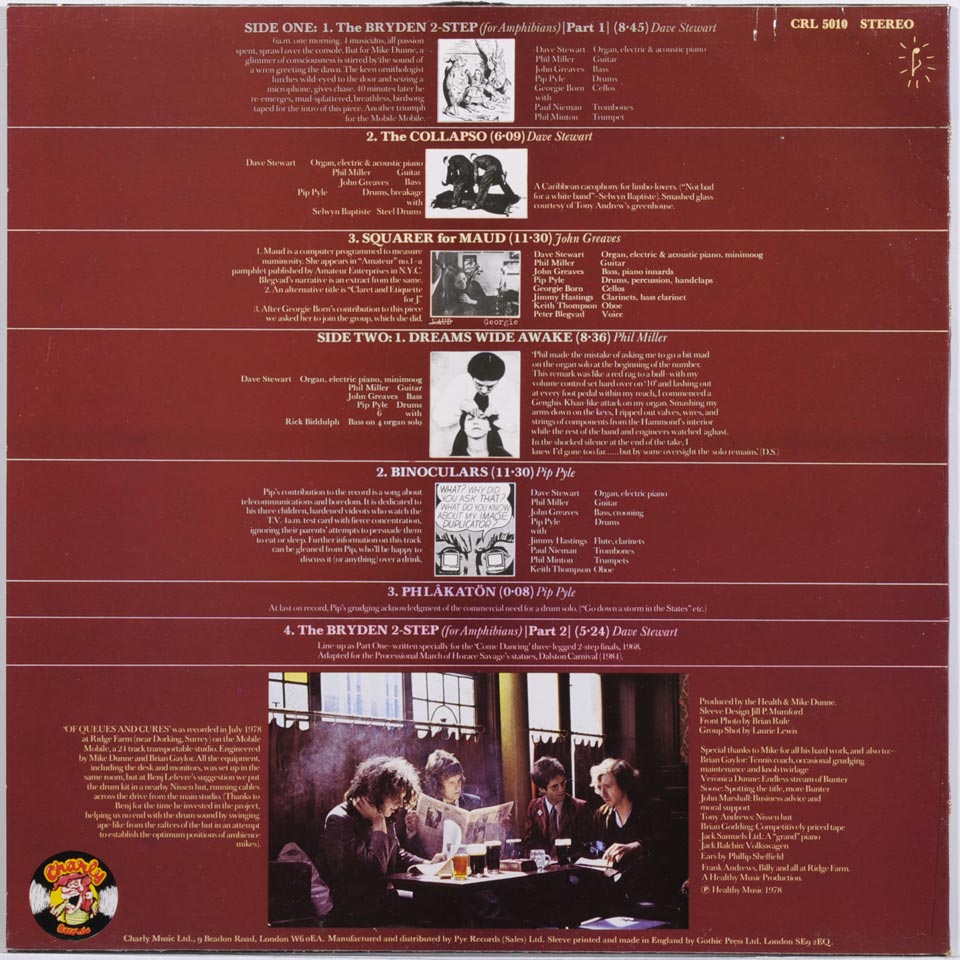 CRL 5010 STEREO
SIDE ONE: 1. The BRYDEN 2-STEP (for Amphibians) |Part 1| (8·45) Dave Stewart
6a.m. one morning. 4 musicians, all passion
spent, sprawl over the console. But for Mike Dunne, a
glimmer of consciousness is stirred by the sound of
a wren greeting the dawn. The keen ornithologist
lurches wild-eyed to the door and seizing a
microphone, gives chase. 40 minutes later he
re-emerges, mud-splattered, breathless, birdsong
taped for the intro of this piece. Another triumph
for the Mobile Mobile.
Dave Stewart Organ, electric & acoustic piano
Phil Miller Guitar
John Greaves Bass
Pip Pyle Drums
Georgie Born Cellos
with
Paul Nieman Trombones
Phil Minton Trumpet
2. The COLLAPSO (6·09) Dave Stewart
Dave Stewart Organ, electric & acoustic piano
Phil Miller Guitar
John Greaves Bass
Pip Pyle Drums, breakage
with
Selwyn Baptiste Steel Drums
A Caribbean cacophony for limbo-lovers. ("Not bad
for a white band"–Selwyn Baptiste). Smashed glass
courtesy of Tony Andrew's greenhouse.
3. SQUARER for MAUD (11·30) John Greaves
1. Maud is a computer programmed to measure
numinosity. She appears in "Amateur" no.1–a
pamphlet published by Amateur Enterprises in N.Y.C.
Blegvad's narrative is an extract from the same.
2. An alternative title is "Claret and Etiquette
for J."
3. After Georgie Born's contribution to this piece
we asked her to join the group, which she did.
MAUD Georgie
Dave Stewart Organ, electric & acoustic piano, minimoog
Phil Miller Guitar
John Greaves Bass, piano innards
Pip Pyle Drums, percussion, handclaps
Georgie Born Cellos
Jimmy Hastings Clarinets, bass clarinet
Keith Thompson Oboe
Peter Blegvad Voice
SIDE TWO: 1. DREAMS WIDE AWAKE (8·36) Phil Miller
Dave Stewart Organ, electric piano, minimoog
Phil Miller Guitar
John Greaves Bass
Pip Pyle Drums
6 with
Rick Biddulph Bass on 4 organ solo
'Phil made the mistake of asking me to go a bit mad
on the organ solo at the beginning of the number.
This remark was like a red rag to a bull–with my
volume control set hard over on '10' and lashing out
at every foot pedal within my reach, I commenced a
Genghis Khan-like attack on my organ. Smashing my
arms down on the keys, I ripped out valves, wires, and
strings of components from the Hammond's interior
while the rest of the band and engineers watched aghast.
In the shocked silence at the end of the take, I
knew I'd gone too far......but by some oversight the solo remains.' (D.S.)
2. BINOCULARS (11·30) Pip Pyle
Pip's contribution to the record is a song about
telecommunications and boredom. It is dedicated to
his three children, hardened videots who watch the
T.V. 4a.m. test card with fierce concentration,
ignoring their parents' attempts to persuade them
to eat or sleep. Further information on this track
can be gleaned from Pip, who'll be happy to
discuss it (or anything) over a drink.
WHAT? WHY DID
YOU ASK THAT?
WHAT DO YOU KNOW
ABOUT MY IMAGE
DUPLICATOR?
Dave Stewart Organ, electric piano
Phil Miller Guitar
John Greaves Bass, crooning
Pip Pyle Drums
with
Jimmy Hastings Flute, clarinets
Paul Nieman Trombones
Phil Minton Trumpets
Keith Thompson Oboe
3. PHLÅKATÖN (0·08) Pip Pyle
At last on record, Pip's grudging acknowledgment of the commercial need for a drum solo. ("Go down a storm in the States" etc.)
4. The BRYDEN 2-STEP (for Amphibians) |Part 2| (5·24) Dave Stewart
Line-up as Part One–written specially for the 'Come Dancing' three-legged 2-step finals, 1968.
Adapted for the Processional March of Horace Savage's statues, Dalston Carnival (1984).
'OF QUEUES AND CURES' was recorded in July 1978
at Ridge Farm (near Dorking, Surrey) on the Mobile
Mobile, a 24 track transportable studio. Engineered
by Mike Dunne and Brian Gaylor. All the equipment,
including the desk and monitors, was set up in the
same room, but at Benj Lefevre's suggestion we put
the drum kit in a nearby Nissen hut, running cables
across the drive from the main studio. (Thanks to
Benj for the time he invested in the project,
helping us no end with the drum sound by swinging
ape-like from the rafters of the hut in an attempt
to establish the optimum positions of ambience
mikes).
Produced by the Health & Mike Dunne.
Sleeve Design Jill P. Mumford
Front Photo by Brian Rule
Group Shot by Laurie Lewis
Special thanks to Mike for all his hard work, and also to:-
Brian Gaylor: Tennis coach, occasional grudging
maintenance and knob twirlage
Veronica Dunne: Endless stream of Bunter
Soose: Spotting the title, more Bunter
John Marshall: Business advice and
moral support
Tony Andrews: Nissen hut
Brian Godding: Competitively priced tape
Jack Samuels Ltd.: A "grand" piano
Jack Balchin: Volkswagen
Ears by Phillip Sheffield
Frank Andrews, Billy and all at Ridge Farm.
A Healthy Music Production.
℗ Healthy Music 1978
Charly
Records
Charly Music Ltd., 9 Beadon Road, London W6 0EA. Manufactured and distributed by Pye Records (Sales) Ltd. Sleeve printed and made in England by Gothic Press Ltd. London SE9 2EQ.